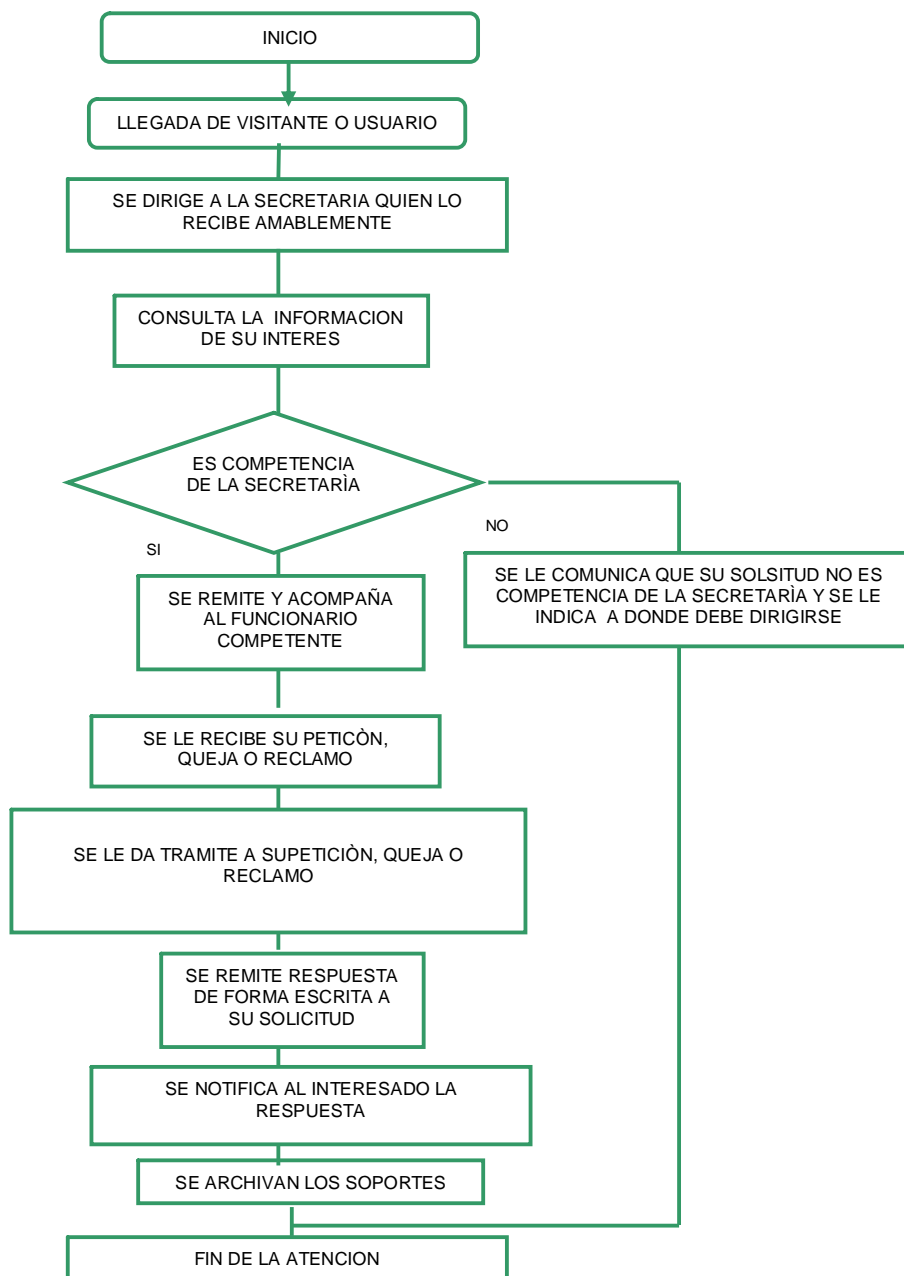 INICIO
LLEGADA DE VISITANTE O USUARIO
SE DIRIGE A LA SECRETARIA QUIEN LO
RECIBE AMABLEMENTE
CONSULTA LA INFORMACION
DE SU INTERES
ES COMPETENCIA
DE LA SECRETARÌA
SI
NO
SE REMITE Y ACOMPAÑA
AL FUNCIONARIO
COMPETENTE
SE LE COMUNICA QUE SU SOLSITUD NO ES
COMPETENCIA DE LA SECRETARÌA Y SE LE
INDICA A DONDE DEBE DIRIGIRSE
SE LE RECIBE SU PETICÒN,
QUEJA O RECLAMO
SE LE DA TRAMITE A SUPETICIÒN, QUEJA O
RECLAMO
SE REMITE RESPUESTA
DE FORMA ESCRITA A
SU SOLICITUD
SE NOTIFICA AL INTERESADO LA
RESPUESTA
SE ARCHIVAN LOS SOPORTES
FIN DE LA ATENCION